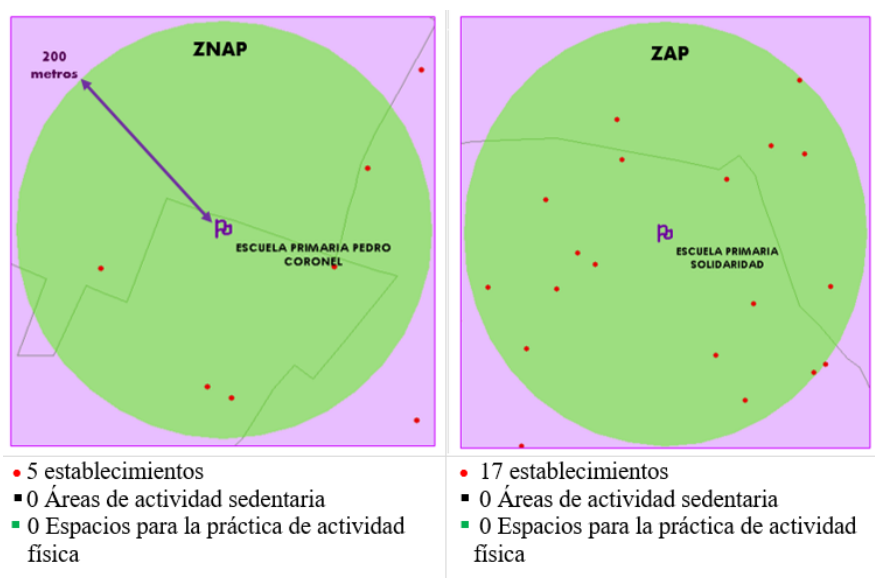 ZNAP
200
metros
ESCUELA PRIMARIA PEDRO
CORONEL
5 establecimientos
0 Áreas de actividad sedentaria
0 Espacios para la práctica de actividad
física
ZAP
ESCUELA PRIMARIA
SOLIDARIDAD
17 establecimientos
0 Áreas de actividad sedentaria
0 Espacios para la práctica de actividad
física